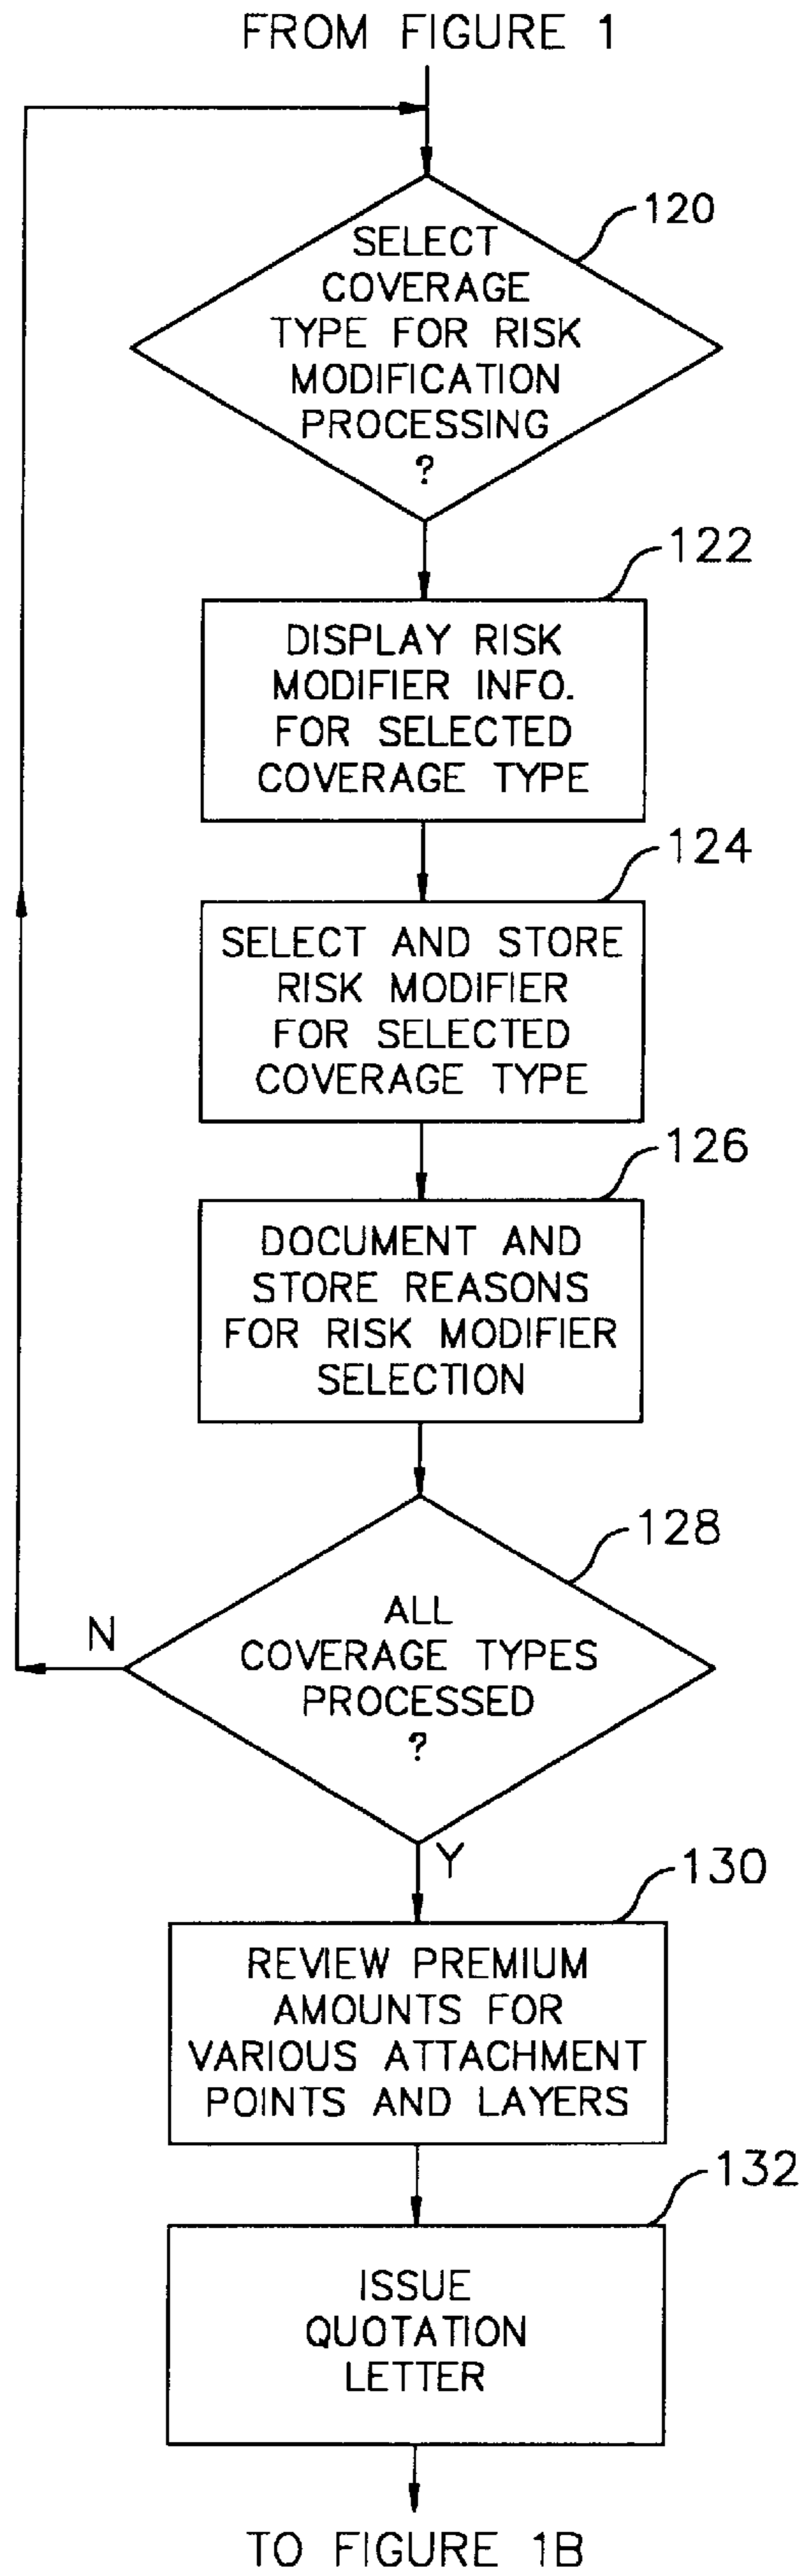 FROM FIGURE 1
120
SELECT
COVERAGE
TYPE FOR RISK
MODIFICATION
PROCESSING
?
122
DISPLAY RISK
MODIFIER INFO.
FOR SELECTED
COVERAGE TYPE
124
SELECT AND STORE
RISK MODIFIER
FOR SELECTED
COVERAGE TYPE
126
DOCUMENT AND
STORE REASONS
FOR RISK MODIFIER
SELECTION
128
ALL
COVERAGE TYPES
PROCESSED
?
N
Y
130
REVIEW PREMIUM
AMOUNTS FOR
VARIOUS ATTACHMENT
POINTS AND LAYERS
132
ISSUE
QUOTATION
LETTER
TO FIGURE 1B